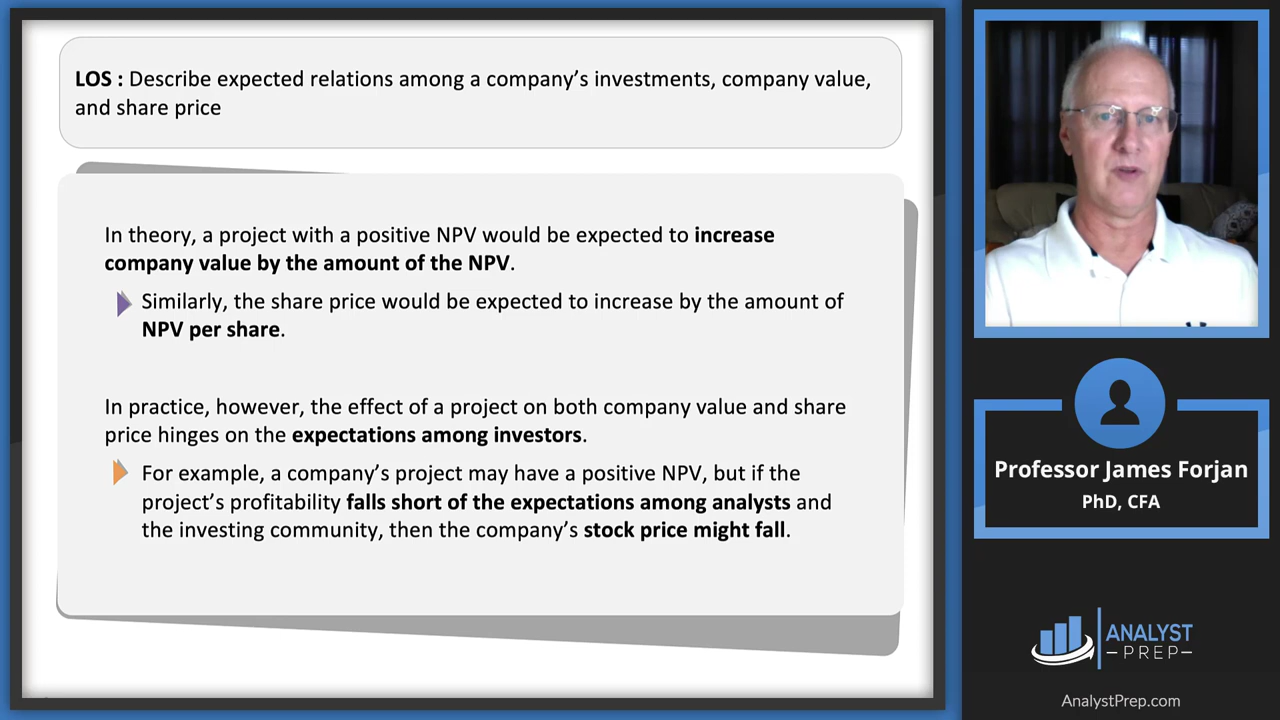 LOS : Describe expected relations among a company’s investments, company value,
and share price
In theory, a project with a positive NPV would be expected to increase
company value by the amount of the NPV.
Similarly, the share price would be expected to increase by the amount of
NPV per share.
In practice, however, the effect of a project on both company value and share
price hinges on the expectations among investors.
For example, a company’s project may have a positive NPV, but if the
project’s profitability falls short of the expectations among analysts and
the investing community, then the company’s stock price might fall.
Professor James Forjan
PhD, CFA
ANALYST
PREP
AnalystPrep.com